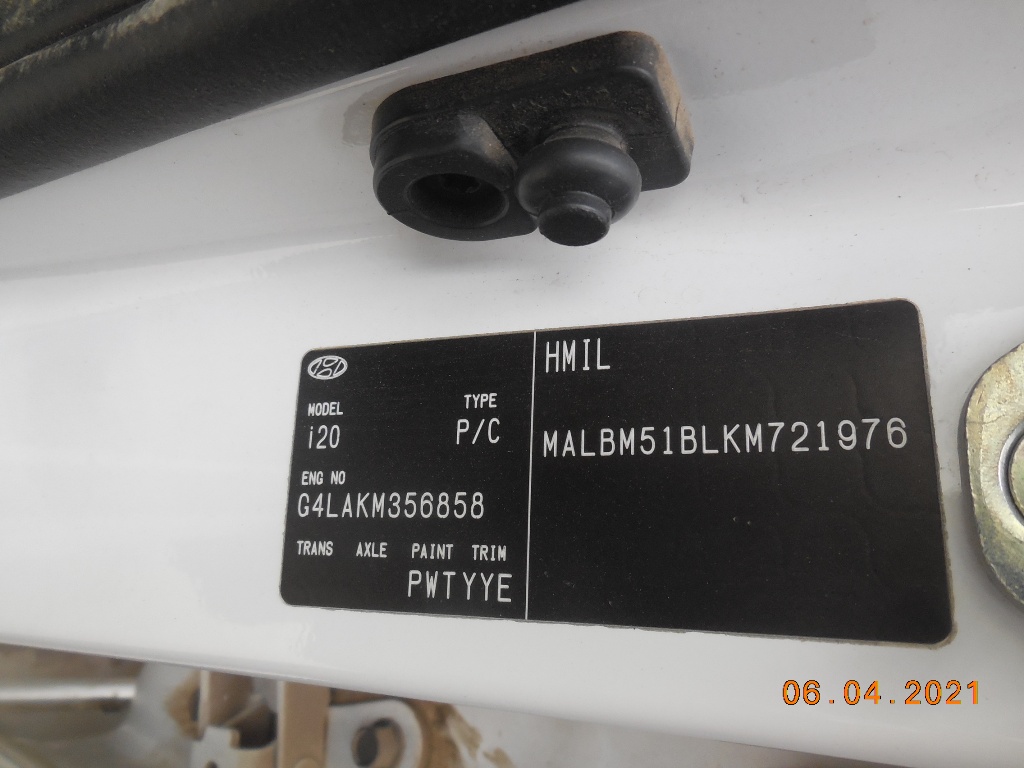 MODEL TYPE
i20 P/C
ENG NO
G4LAKM356858
TRANS AXLE PAINT TRIM
PWTYYE
HMIL
MALBM51BLKM721976
06.04.2021